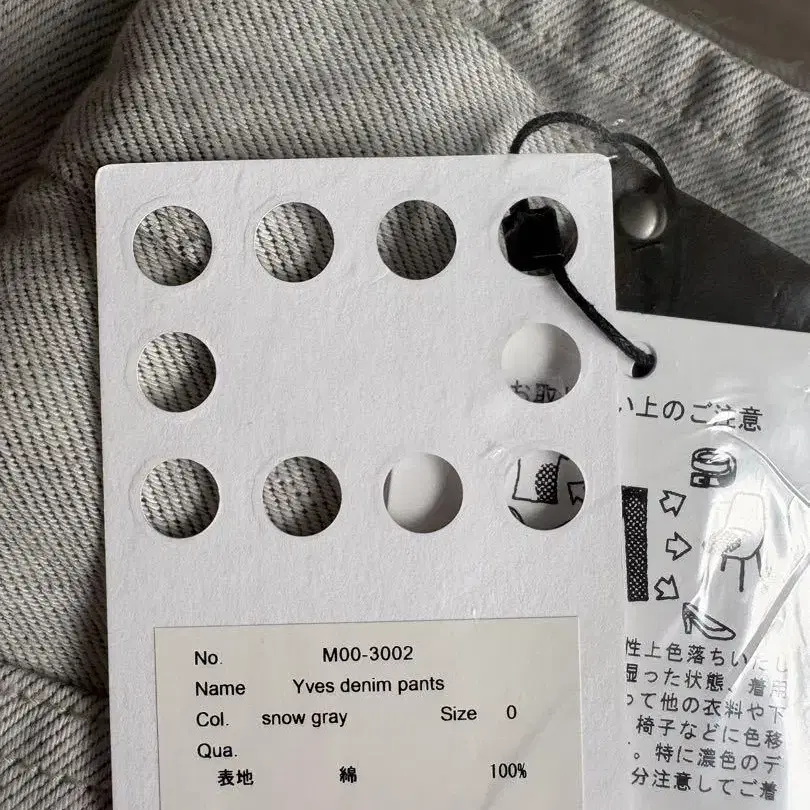 No. M00-3002
Name Yves denim pants
Col. snow gray Size 0
Qua.
表地 綿 100%
お取
い上のご注意
性上色落ちいたし
湿った状態、着用
って他の衣料や下
椅子などに色移
。特に濃色のデ
分注意してご着